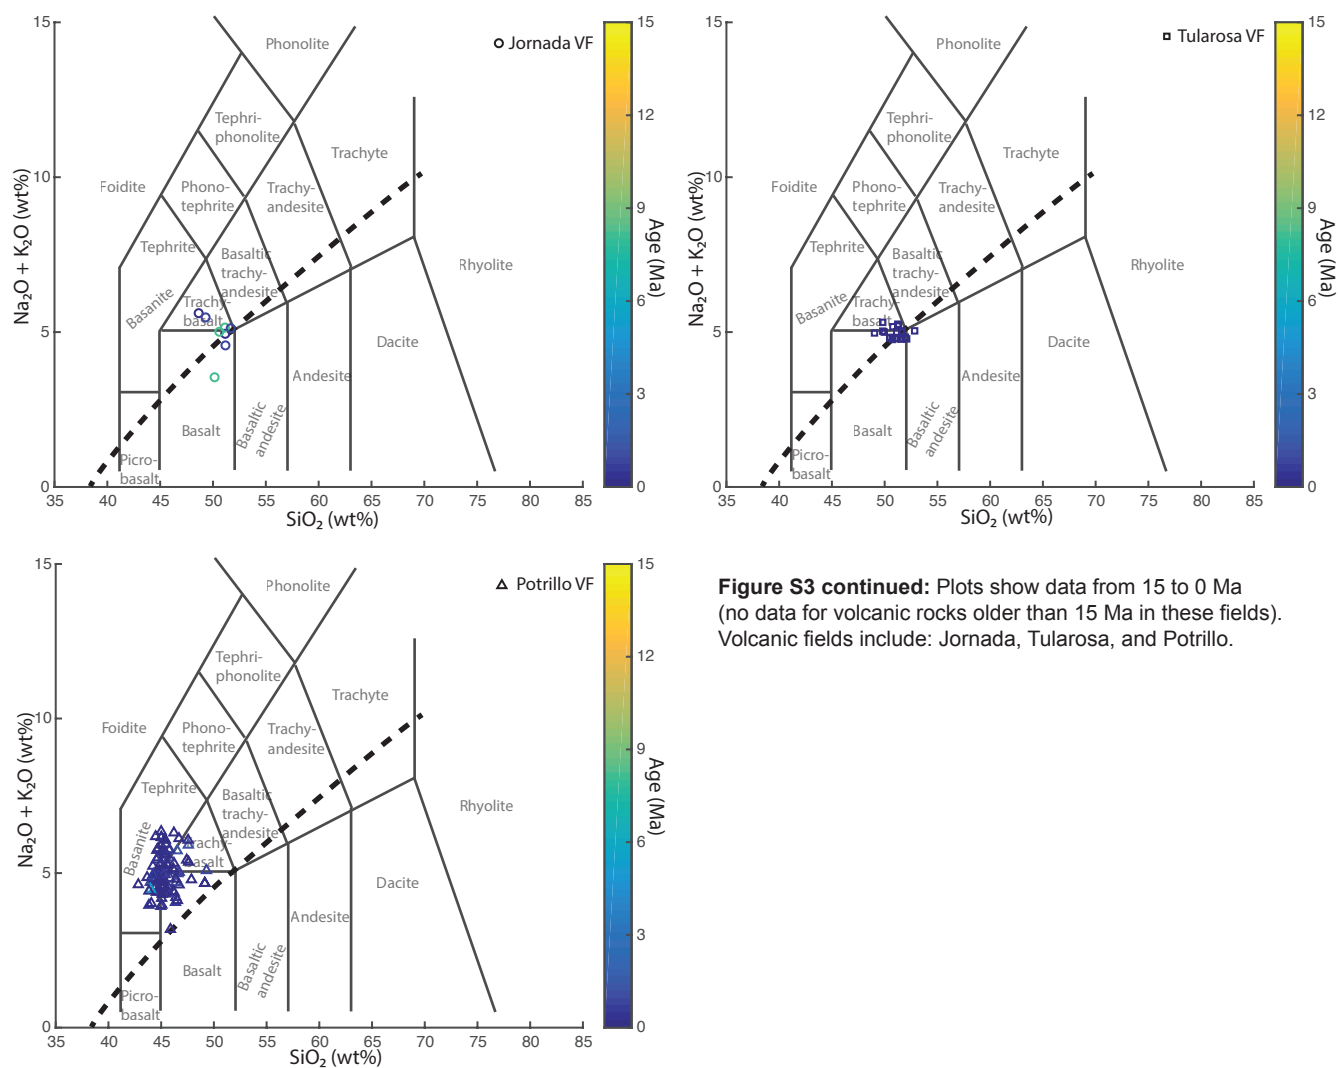 15
10
5
0
Na₂O + K₂O (wt%)
35 40 45 50 55 60 65 70 75 80
SiO₂ (wt%)
Phonolite
Tephri-
phonolite
Trachyte
Foidite
Phono-
tephrite
Trachy-
andesite
Tephrite
Basaltic
trachy-
andesite
Basanite
Trachy-
basalt
Rhyolite
Dacite
Andesite
Basalt
Basaltic
andesite
Picro-
basalt
Jornada VF
15
12
9
6
3
0
Age (Ma)
15
10
5
0
Na₂O + K₂O (wt%)
35 40 45 50 55 60 65 70 75 80
SiO₂ (wt%)
Phonolite
Tephri-
phonolite
Trachyte
Foidite
Phono-
tephrite
Trachy-
andesite
Tephrite
Basaltic
trachy-
andesite
Basanite
Trachy-
basalt
Rhyolite
Dacite
Andesite
Basalt
Basaltic
andesite
Picro-
basalt
Tularosa VF
15
12
9
6
3
0
Age (Ma)
15
10
5
0
Na₂O + K₂O (wt%)
35 40 45 50 55 60 65 70 75 80
SiO₂ (wt%)
Phonolite
Tephri-
phonolite
Trachyte
Foidite
Phono-
tephrite
Trachy-
andesite
Tephrite
Basaltic
trachy-
andesite
Basanite
Trachy-
basalt
Rhyolite
Dacite
Andesite
Basalt
Basaltic
andesite
Picro-
basalt
Potrillo VF
15
12
9
6
3
0
Age (Ma)
Figure S3 continued: Plots show data from 15 to 0 Ma
(no data for volcanic rocks older than 15 Ma in these fields).
Volcanic fields include: Jornada, Tularosa, and Potrillo.